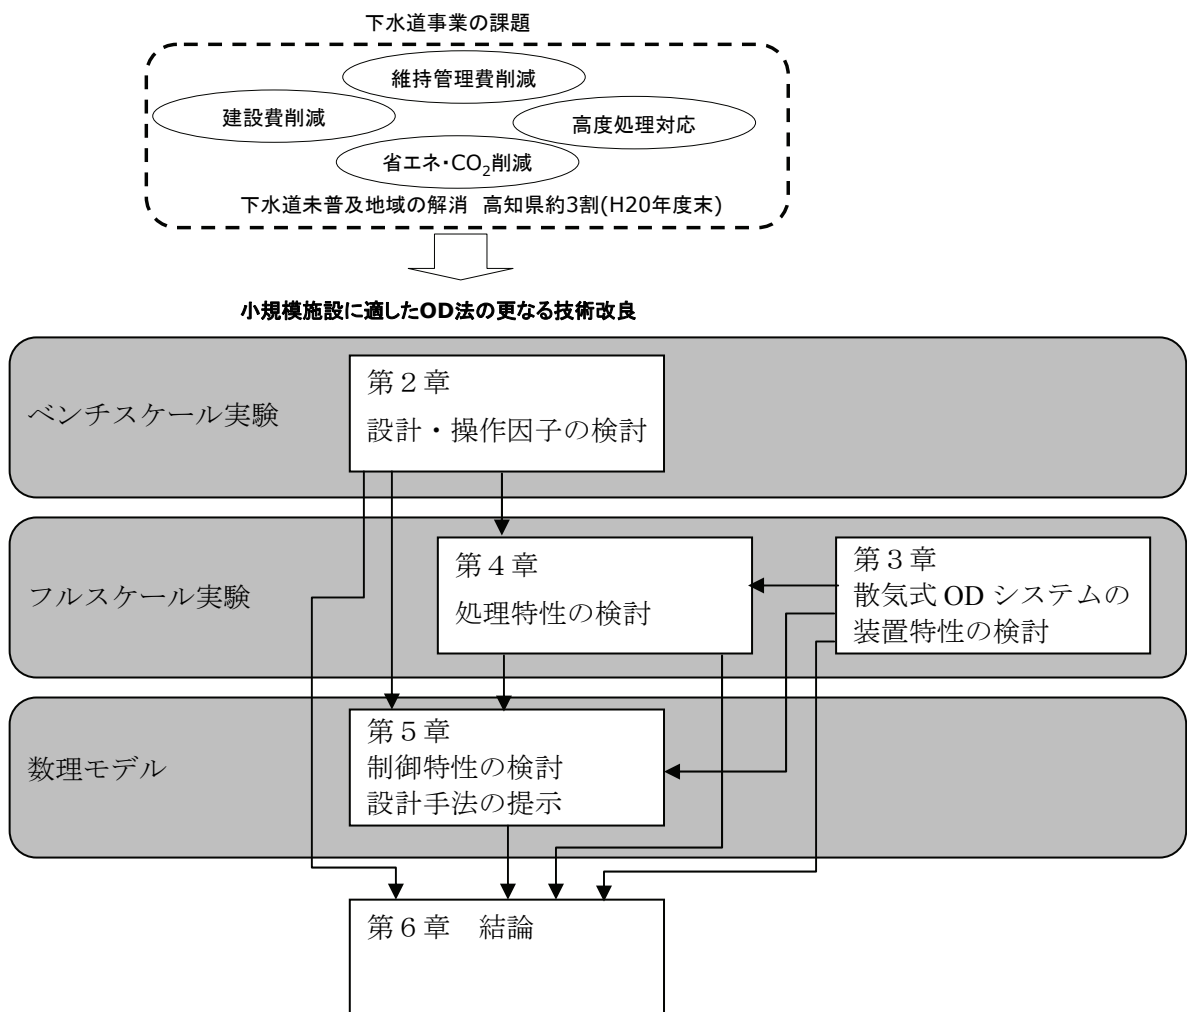 下水道事業の課題
維持管理費削減
建設費削減
高度処理対応
省エネ・CO₂削減
下水道未普及地域の解消 高知県約3割(H20年度末)
小規模施設に適したOD法の更なる技術改良
ベンチスケール実験
第２章
設計・操作因子の検討
フルスケール実験
第４章
処理特性の検討
第３章
散気式 OD システムの
装置特性の検討
数理モデル
第５章
制御特性の検討
設計手法の提示
第６章　結論